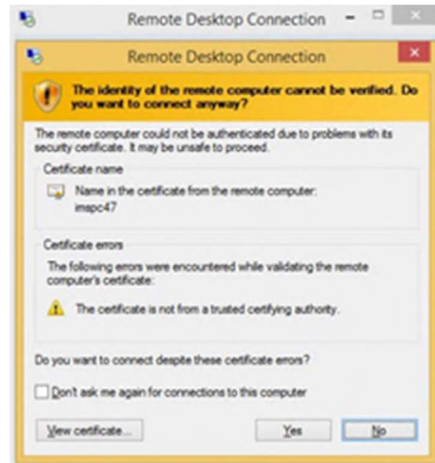 Remote Desktop Connection
Remote Desktop Connection
The identity of the remote computer cannot be verified. Do
you want to connect anyway?
The remote computer could not be authenticated due to problems with its
security certificate. It may be unsafe to proceed.
Certificate name
Name in the certificate from the remote computer:
imspc47
Certificate errors
The following errors were encountered while validating the remote
computer's certificate:
The certificate is not from a trusted certifying authority.
Do you want to connect despite these certificate errors?
Don't ask me again for connections to this computer
View certificate... Yes No